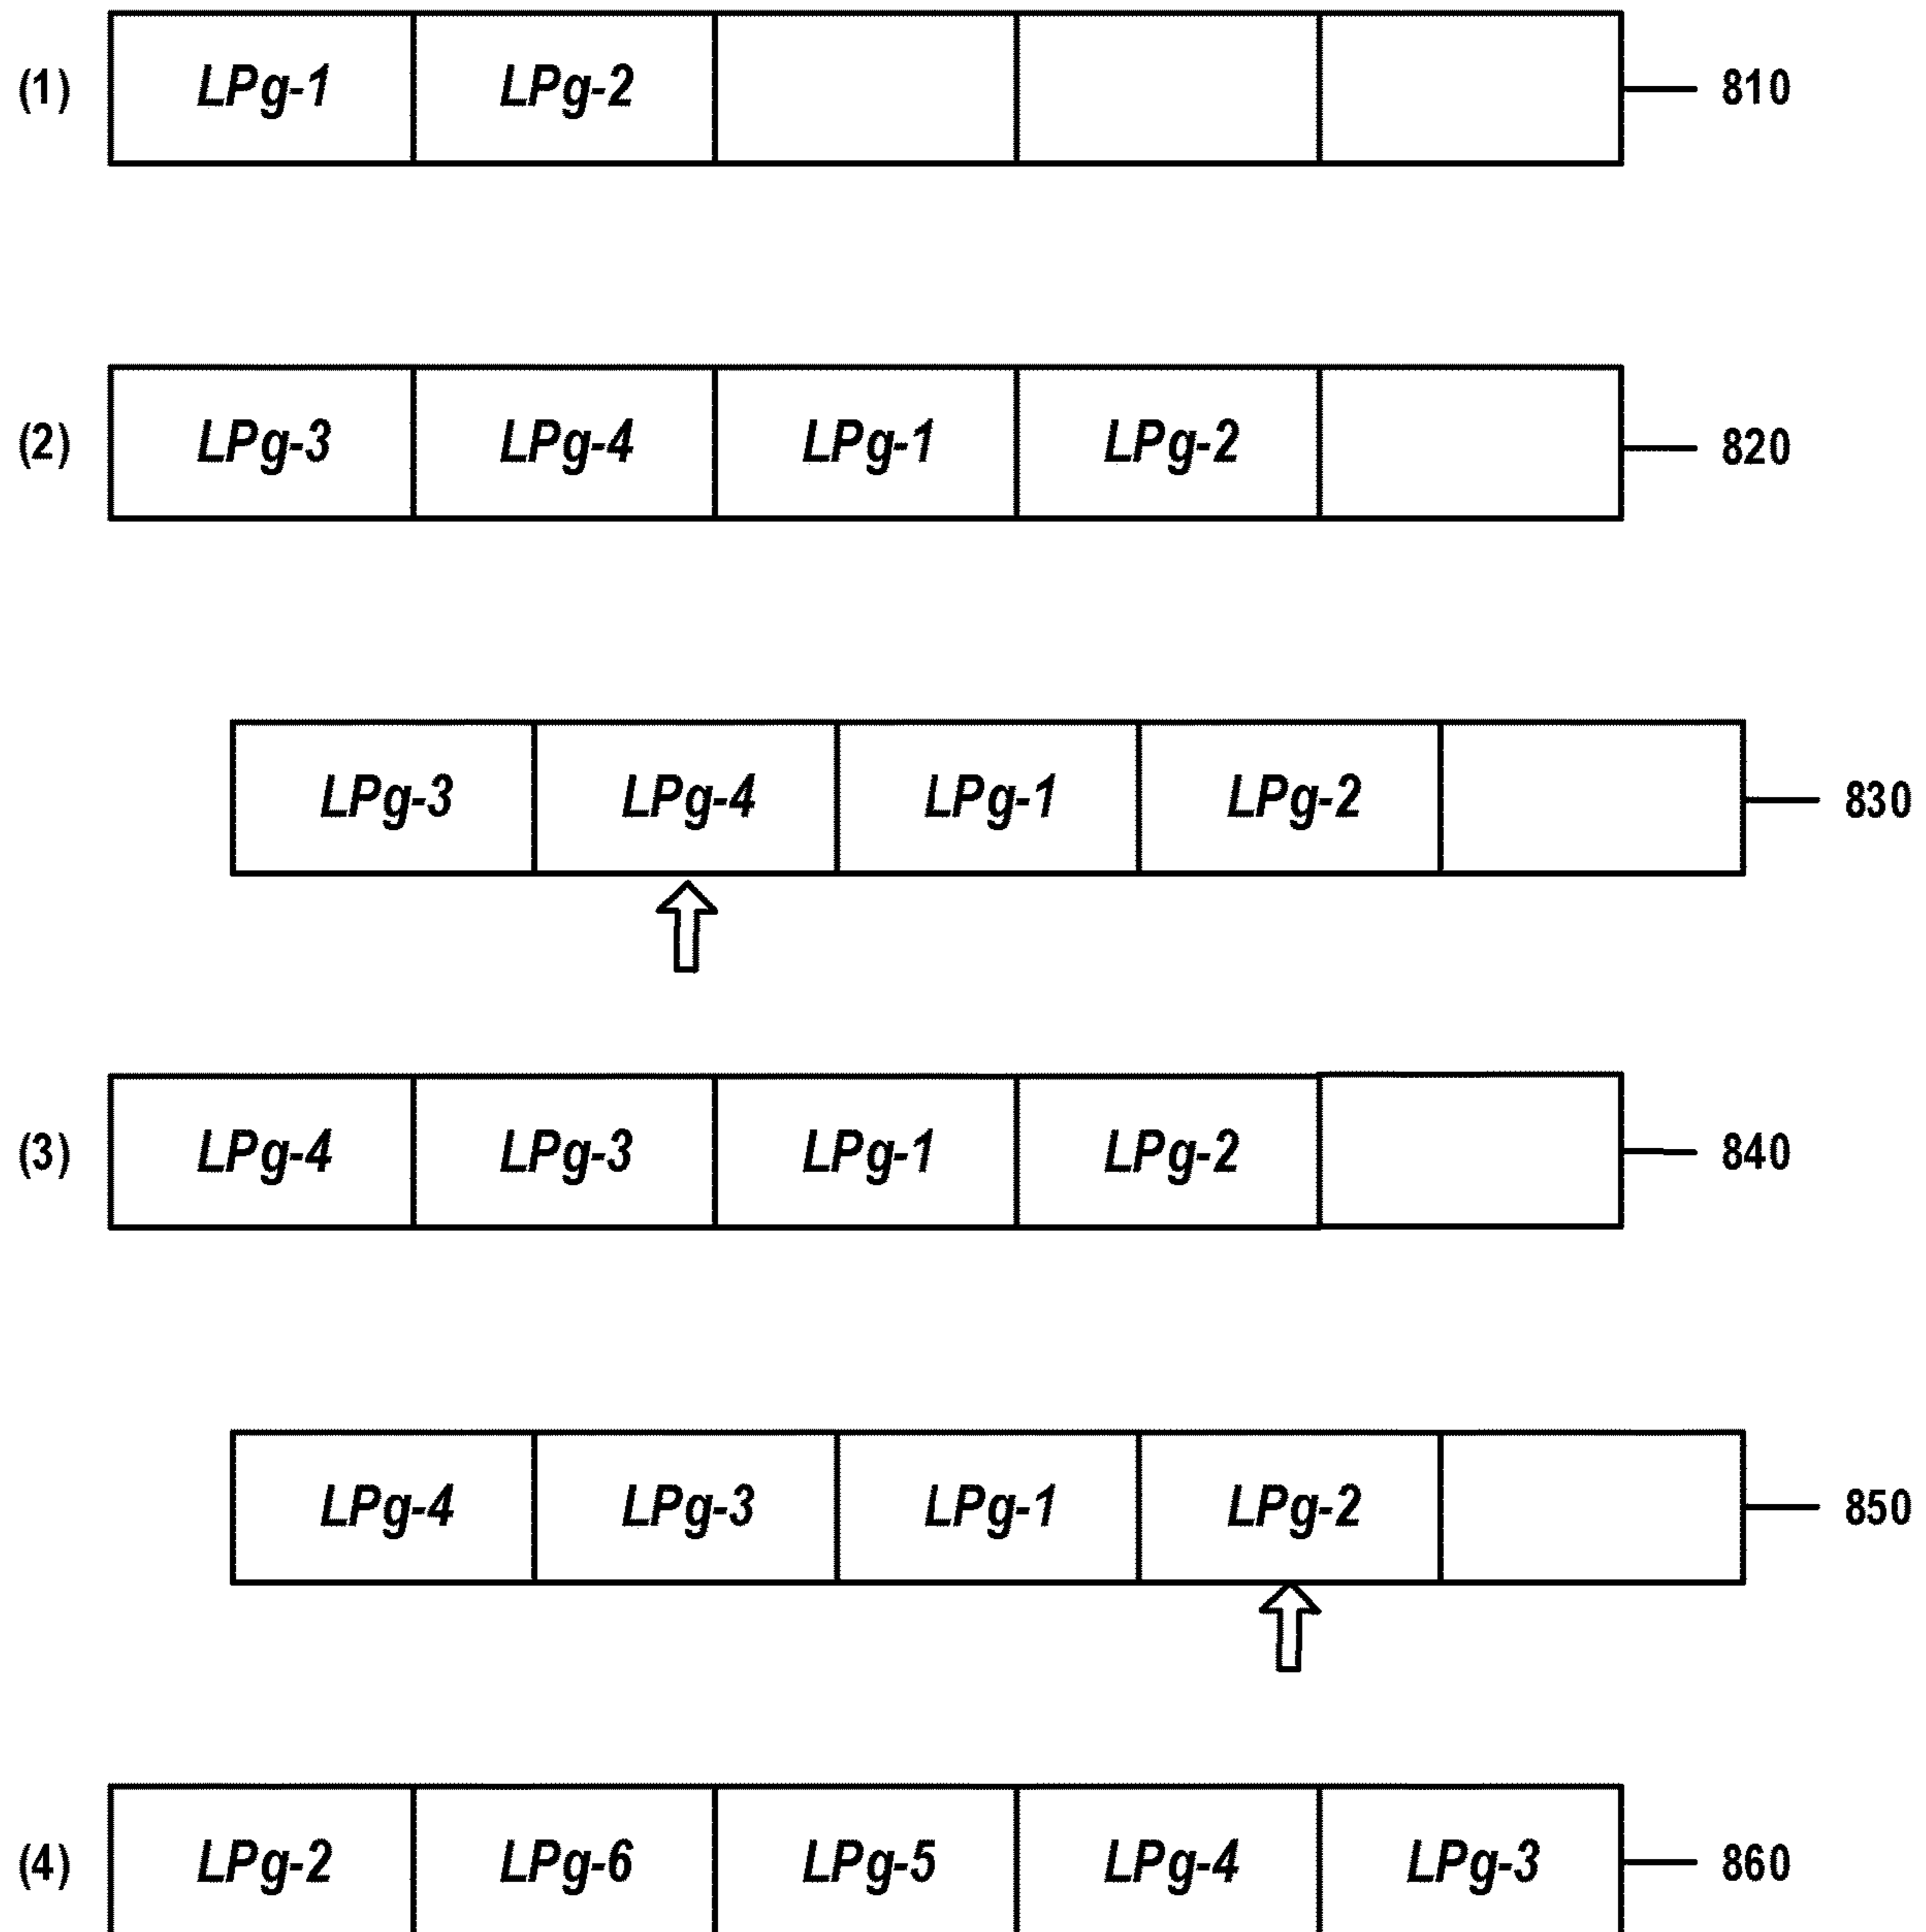 (1) LPg-1 LPg-2 810
(2) LPg-3 LPg-4 LPg-1 LPg-2 820
LPg-3 LPg-4 LPg-1 LPg-2 830
(3) LPg-4 LPg-3 LPg-1 LPg-2 840
LPg-4 LPg-3 LPg-1 LPg-2 850
(4) LPg-2 LPg-6 LPg-5 LPg-4 LPg-3 860